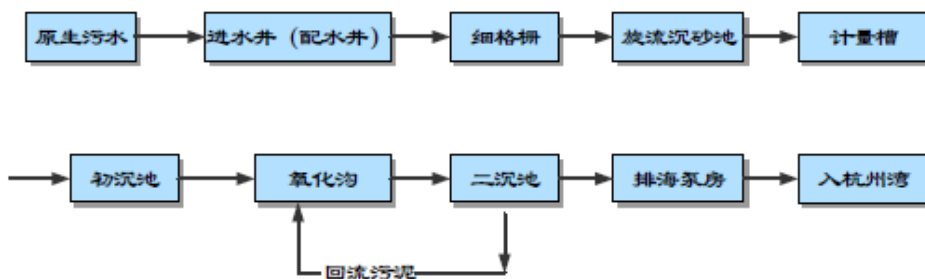 原生污水
进水井（配水井）
细格栅
旋流沉砂池
计量槽
初沉池
氧化沟
二沉池
排海泵房
入杭州湾
回流污泥